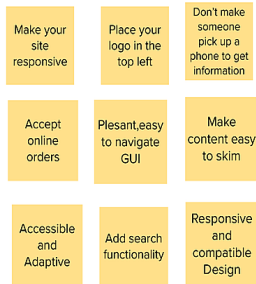 Make your
site
responsive
Place your
logo in the
top left
Don't make
someone
pick up a
phone to get
information
Accept
online
orders
Plesant,easy
to navigate
GUI
Make
content easy
to skim
Accessible
and
Adaptive
Add search
functionality
Responsive
and
compatible
Design